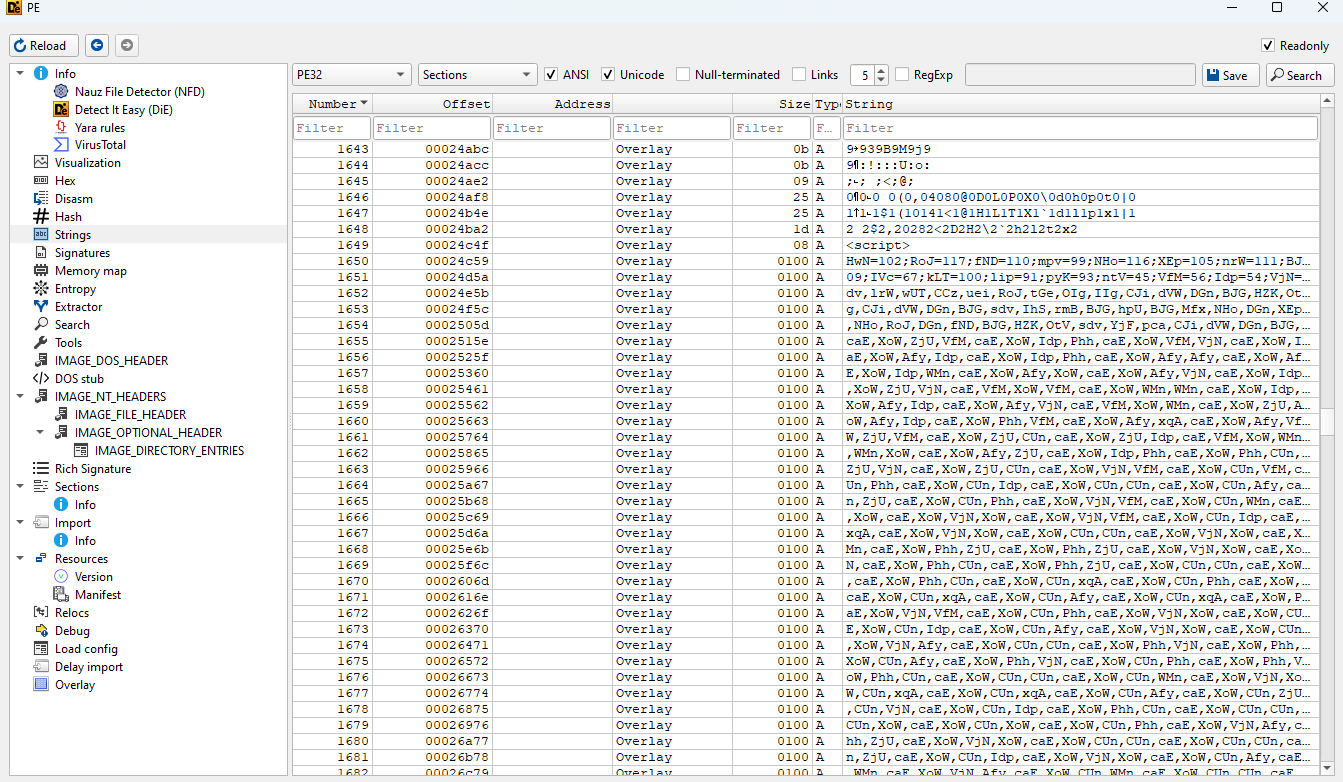 PE
Reload
Readonly
Info
Nauz File Detector (NFD)
Detect It Easy (DiE)
Yara rules
VirusTotal
Visualization
Hex
Disasm
Hash
Strings
Signatures
Memory map
Entropy
Extractor
Search
Tools
IMAGE_DOS_HEADER
DOS stub
IMAGE_NT_HEADERS
IMAGE_FILE_HEADER
IMAGE_OPTIONAL_HEADER
IMAGE_DIRECTORY_ENTRIES
Rich Signature
Sections
Info
Import
Info
Resources
Version
Manifest
Relocs
Debug
Load config
Delay import
Overlay
PE32 Sections ANSI Unicode Null-terminated Links 5 RegExp Save Search
Number Offset Address Size Type String
Filter Filter Filter Filter Filter F... Filter
1643 00024abc Overlay 0b A
1644 00024acc Overlay 0b A
1645 00024ae2 Overlay 09 A
1646 00024af8 Overlay 25 A
1647 00024b4e Overlay 25 A
1648 00024ba2 Overlay 1d A 2 2$2,20282<2D2H2\2`2h2l2t2x2
1649 00024c4f Overlay 08 A <script>
1650 00024c59 Overlay 0100 A HwN=102;RoJ=117;fND=110;mpv=99;NHo=116;XEp=105;nrW=111;BJ...
1651 00024d5a Overlay 0100 A 09;IVc=67;kLT=100;lip=91;pyK=93;ntV=45;VfM=56;Idp=54;VjN=...
1652 00024e5b Overlay 0100 A dv,lrW,wUT,CCz,uei,RoJ,tGe,OIg,IIg,CJi,dVW,DGn,BJG,HZK,Ot...
1653 00024f5c Overlay 0100 A g,CJi,dVW,DGn,BJG,sdv,IhS,rmB,BJG,hpU,BJG,Mfx,NHo,DGn,XEp...
1654 0002505d Overlay 0100 A ,NHo,RoJ,DGn,fND,BJG,HZK,OtV,sdv,YjF,pca,CJi,dVW,DGn,BJG,...
1655 0002515e Overlay 0100 A caE,XoW,ZjU,VfM,caE,XoW,Idp,Phh,caE,XoW,VfM,VjN,caE,XoW,I...
1656 0002525f Overlay 0100 A aE,XoW,Afy,Idp,caE,XoW,Idp,Phh,caE,XoW,Afy,Afy,caE,XoW,Af...
1657 00025360 Overlay 0100 A E,XoW,Idp,WMn,caE,XoW,Afy,XoW,caE,XoW,Afy,VjN,caE,XoW,Idp...
1658 00025461 Overlay 0100 A ,XoW,ZjU,VjN,caE,VfM,XoW,VfM,caE,XoW,WMn,WMn,caE,XoW,Idp,...
1659 00025562 Overlay 0100 A XoW,Afy,Idp,caE,XoW,Afy,VjN,caE,VfM,XoW,WMn,caE,XoW,ZjU,A...
1660 00025663 Overlay 0100 A oW,Afy,Idp,caE,XoW,Phh,VfM,caE,XoW,Afy,xqA,caE,XoW,Afy,Vf...
1661 00025764 Overlay 0100 A W,ZjU,VfM,caE,XoW,ZjU,CUn,caE,XoW,ZjU,Idp,caE,VfM,XoW,WMn...
1662 00025865 Overlay 0100 A ,WMn,XoW,caE,XoW,Afy,ZjU,caE,XoW,Idp,Phh,caE,XoW,Phh,CUn,...
1663 00025966 Overlay 0100 A ZjU,VjN,caE,XoW,ZjU,CUn,caE,XoW,VjN,VfM,caE,XoW,CUn,VfM,c...
1664 00025a67 Overlay 0100 A Un,Phh,caE,XoW,CUn,Idp,caE,XoW,CUn,CUn,caE,XoW,CUn,Afy,ca...
1665 00025b68 Overlay 0100 A n,ZjU,caE,XoW,CUn,Phh,caE,XoW,VjN,VfM,caE,XoW,CUn,WMn,caE...
1666 00025c69 Overlay 0100 A ,XoW,caE,XoW,VjN,XoW,caE,XoW,VjN,VfM,caE,XoW,CUn,Idp,caE,...
1667 00025d6a Overlay 0100 A xqA,caE,XoW,VjN,XoW,caE,XoW,CUn,CUn,caE,XoW,VjN,XoW,caE,X...
1668 00025e6b Overlay 0100 A Mn,caE,XoW,Phh,ZjU,caE,XoW,Phh,ZjU,caE,XoW,VjN,XoW,caE,Xo...
1669 00025f6c Overlay 0100 A N,caE,XoW,Phh,CUn,caE,XoW,Phh,ZjU,caE,XoW,CUn,CUn,caE,XoW...
1670 0002606d Overlay 0100 A ,caE,XoW,Phh,CUn,caE,XoW,CUn,xqA,caE,XoW,CUn,Phh,caE,XoW,...
1671 0002616e Overlay 0100 A caE,XoW,CUn,xqA,caE,XoW,CUn,Afy,caE,XoW,CUn,xqA,caE,XoW,P...
1672 0002626f Overlay 0100 A aE,XoW,VjN,VfM,caE,XoW,CUn,Phh,caE,XoW,VjN,XoW,caE,XoW,CU...
1673 00026370 Overlay 0100 A E,XoW,CUn,Idp,caE,XoW,CUn,Afy,caE,XoW,VjN,XoW,caE,XoW,CUn...
1674 00026471 Overlay 0100 A ,XoW,VjN,Afy,caE,XoW,CUn,CUn,caE,XoW,Phh,VjN,caE,XoW,Phh,...
1675 00026572 Overlay 0100 A XoW,CUn,Afy,caE,XoW,Phh,VjN,caE,XoW,CUn,Phh,caE,XoW,Phh,V...
1676 00026673 Overlay 0100 A oW,Phh,CUn,caE,XoW,CUn,CUn,caE,XoW,CUn,WMn,caE,XoW,VjN,Xo...
1677 00026774 Overlay 0100 A W,CUn,xqA,caE,XoW,CUn,xqA,caE,XoW,CUn,Afy,caE,XoW,CUn,ZjU...
1678 00026875 Overlay 0100 A ,CUn,VjN,caE,XoW,CUn,Idp,caE,XoW,Phh,CUn,caE,XoW,CUn,CUn,...
1679 00026976 Overlay 0100 A CUn,XoW,caE,XoW,CUn,XoW,caE,XoW,CUn,Phh,caE,XoW,VjN,Afy,c...
1680 00026a77 Overlay 0100 A hh,ZjU,caE,XoW,VjN,XoW,caE,XoW,CUn,CUn,caE,XoW,CUn,CUn,ca...
1681 00026b78 Overlay 0100 A n,ZjU,caE,XoW,CUn,Idp,caE,XoW,VjN,XoW,caE,XoW,CUn,Afy,caE...
1682 00026c79 Overlay 0100 A